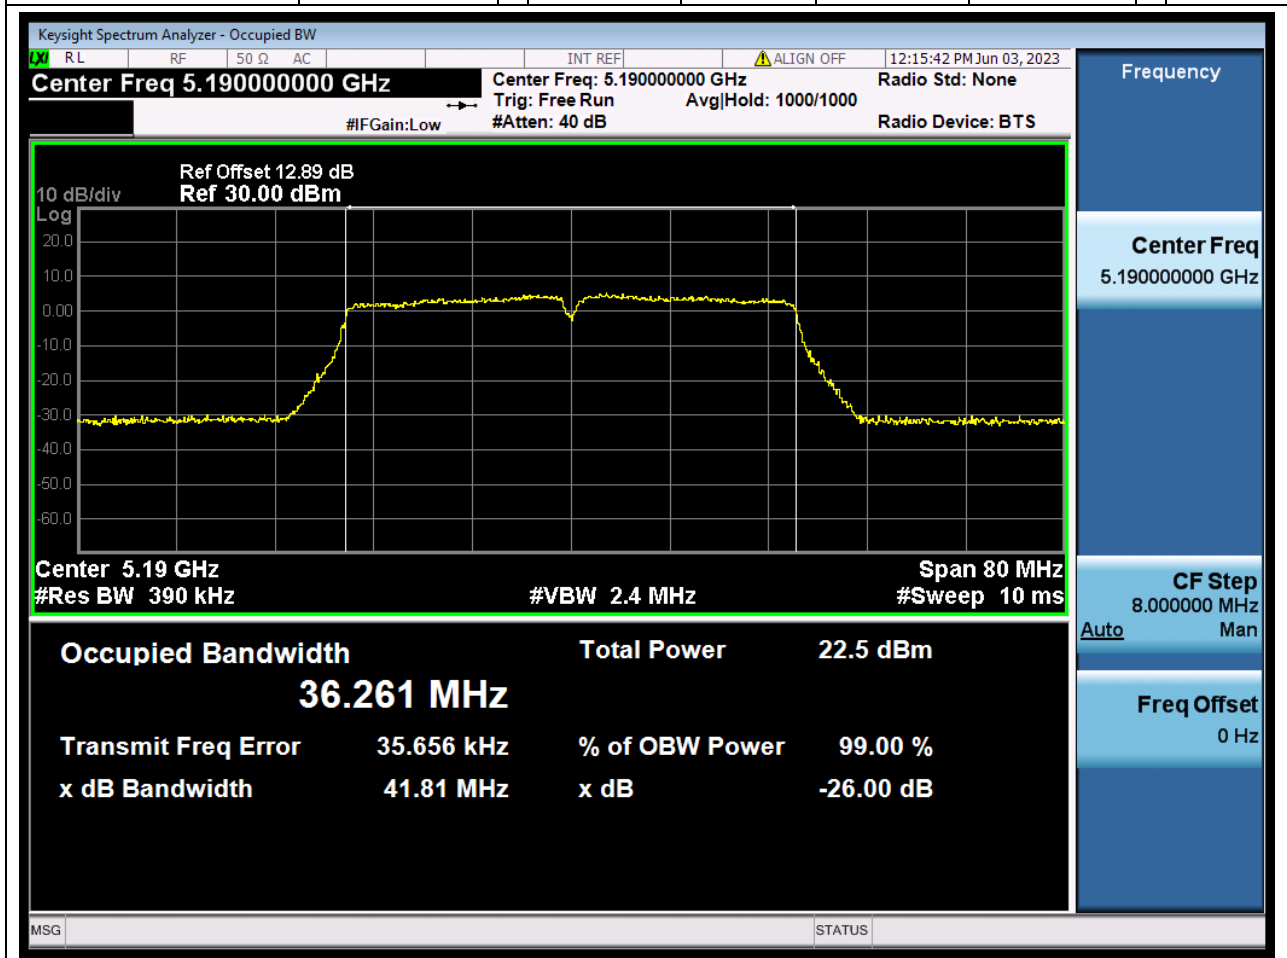 Keysight Spectrum Analyzer - Occupied BW
LXI RL RF 50 Ω AC INT REF ALIGN OFF 12:15:42 PM Jun 03, 2023
Center Freq 5.190000000 GHz
Center Freq: 5.190000000 GHz
Radio Std: None
Trig: Free Run Avg|Hold: 1000/1000
#IFGain:Low
#Atten: 40 dB
Radio Device: BTS
Ref Offset 12.89 dB
10 dB/div Ref 30.00 dBm
Log
20.0
10.0
0.00
-10.0
-20.0
-30.0
-40.0
-50.0
-60.0
Center 5.19 GHz Span 80 MHz
#Res BW 390 kHz #VBW 2.4 MHz #Sweep 10 ms
Occupied Bandwidth Total Power 22.5 dBm
36.261 MHz
Transmit Freq Error 35.656 kHz % of OBW Power 99.00 %
x dB Bandwidth 41.81 MHz x dB -26.00 dB
MSG STATUS
Frequency
Center Freq
5.190000000 GHz
CF Step
8.000000 MHz
Auto Man
Freq Offset
0 Hz